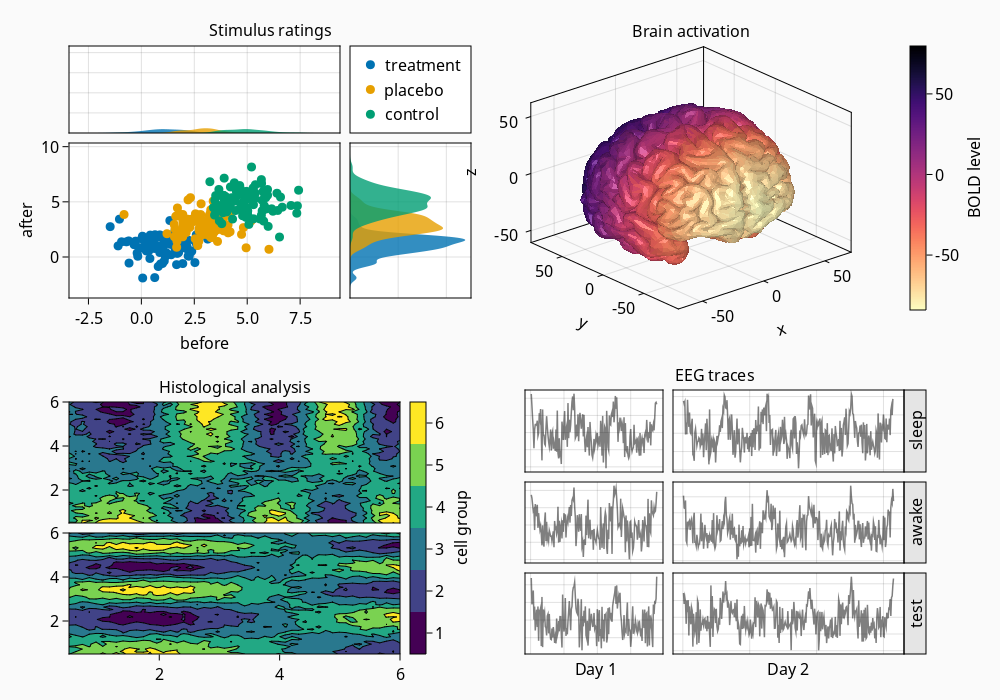 Stimulus ratings
treatment
placebo
control
after
10
5
0
-2.5 0.0 2.5 5.0 7.5
before
Brain activation
z
50
0
-50
50
0
-50
y
-50
0
50
x
50
0
-50
BOLD level
Histological analysis
6
4
2
6
4
2
2 4 6
6
5
4
3
2
1
cell group
EEG traces
sleep
awake
test
Day 1 Day 2